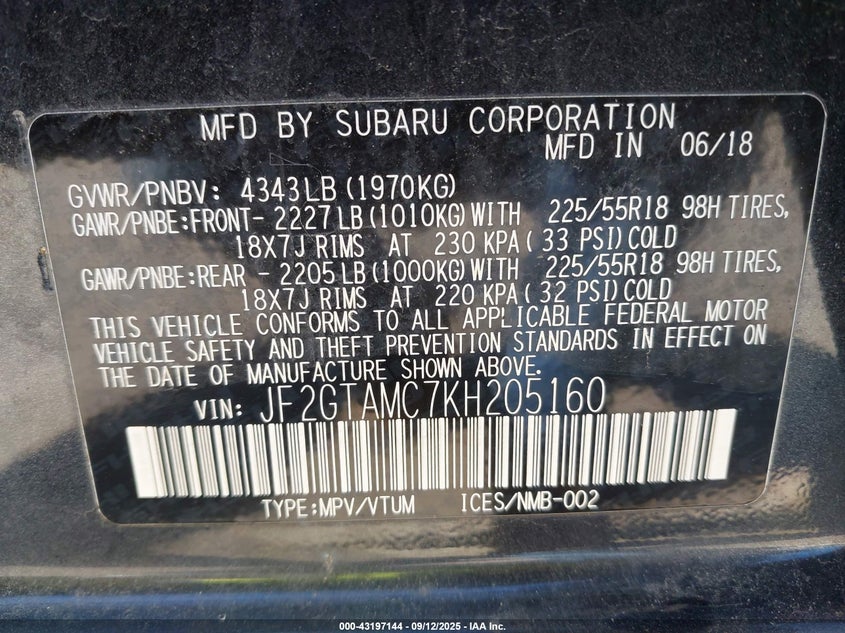 MFD BY SUBARU CORPORATION
MFD IN 06/18
GVWR/PNBV: 4343LB (1970KG)
GAWR/PNBE:FRONT- 2227LB (1010KG) WITH 225/55R18 98H TIRES,
18X7J RIMS AT 230 KPA( 33 PSI) COLD
GAWR/PNBE:REAR - 2205LB (1000KG) WITH 225/55R18 98H TIRES,
18X7J RIMS AT 220 KPA( 32 PSI) COLD
THIS VEHICLE CONFORMS TO ALL APPLICABLE FEDERAL MOTOR
VEHICLE SAFETY AND THEFT PREVENTION STANDARDS IN EFFECT ON
THE DATE OF MANUFACTURE SHOWN ABOVE.
VIN: JF2GTAMC7KH205160
TYPE:MPV/VTUM ICES/NMB-002
000-43197144 - 09/12/2025 - IAA Inc.